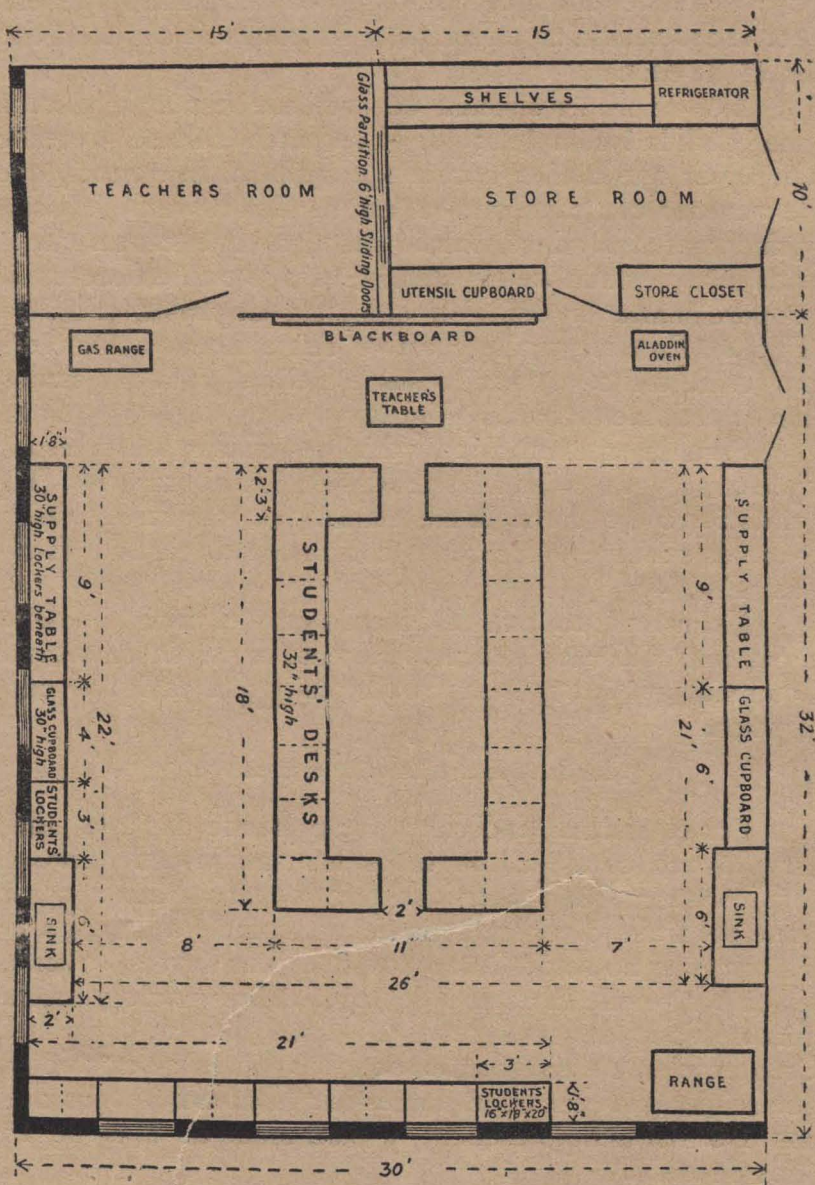 15'
15
TEACHERS ROOM
Glass Partition 6' high Sliding Doors
SHELVES
REFRIGERATOR
STORE ROOM
10'
UTENSIL CUPBOARD
STORE CLOSET
BLACKBOARD
GAS RANGE
ALADDIN
OVEN
TEACHER'S
TABLE
1'8"
2'-3"
SUPPLY TABLE
30" high. Lockers beneath
9'
STUDENTS' DESKS
32" high
18'
22'
21'
9'
SUPPLY TABLE
GLASS CUPBOARD
30" high
4'
STUDENTS'
LOCKERS
3'
6'
GLASS CUPBOARD
32'
SINK
6'
2'
6'
SINK
8'
11'
7'
26'
2'
21'
3'
STUDENTS'
LOCKERS
16"x18"x20"
1'8"
RANGE
30'